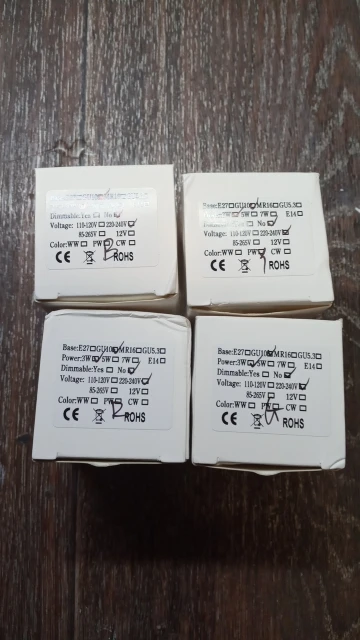 Dimmable:Yes ☐ No ☑
Voltage: 110-120V ☐ 220-240V ☑
85-265V ☐ 12V ☐
Color:WW ☐ PW ☐ CW ☐
CE ROHS
Base:E27 ☐ GU10 ☑ MR16 ☐ GU5.3 ☐
5W ☐ 7W ☐ E14 ☐
No ☑
Voltage: 110-120V ☐ 220-240V ☑
85-265V ☐ 12V ☐
Color:WW ☐ PW ☐ CW ☐
CE ROHS
Base:E27 ☐ GU10 ☑ MR16 ☐ GU5.3 ☐
Power:3W ☑ 5W ☐ 7W ☐ E14 ☐
Dimmable:Yes ☐ No ☑
Voltage: 110-120V ☐ 220-240V ☑
85-265V ☐ 12V ☐
Color:WW ☐ PW ☐ CW ☐
CE ROHS
Base:E27 ☐ GU10 ☑ MR16 ☐ GU5.3 ☐
Power:3W ☑ 5W ☐ 7W ☐ E14 ☐
Dimmable:Yes ☐ No ☑
Voltage: 110-120V ☐ 220-240V ☑
85-265V ☐ 12V ☐
Color:WW ☐ PW ☐ CW ☐
CE ROHS